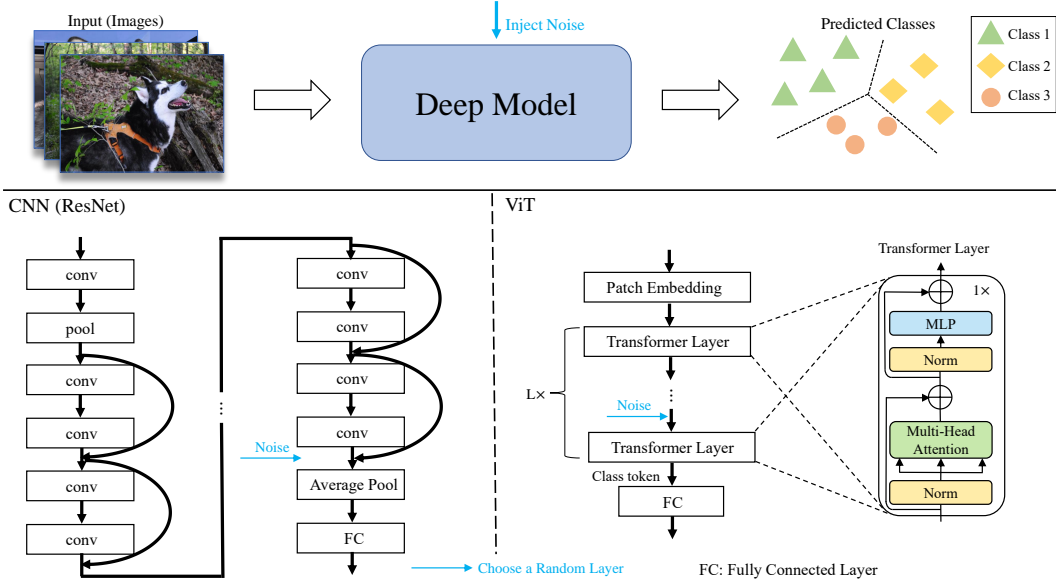 Input (Images)
Inject Noise
Deep Model
Predicted Classes
Class 1
Class 2
Class 3
CNN (ResNet)
conv
pool
conv
conv
conv
conv
...
conv
conv
conv
conv
Noise
Average Pool
FC
Choose a Random Layer
ViT
Patch Embedding
Transformer Layer
L×
...
Noise
Transformer Layer
Class token
FC
Transformer Layer
1×
MLP
Norm
Multi-Head
Attention
Norm
FC: Fully Connected Layer